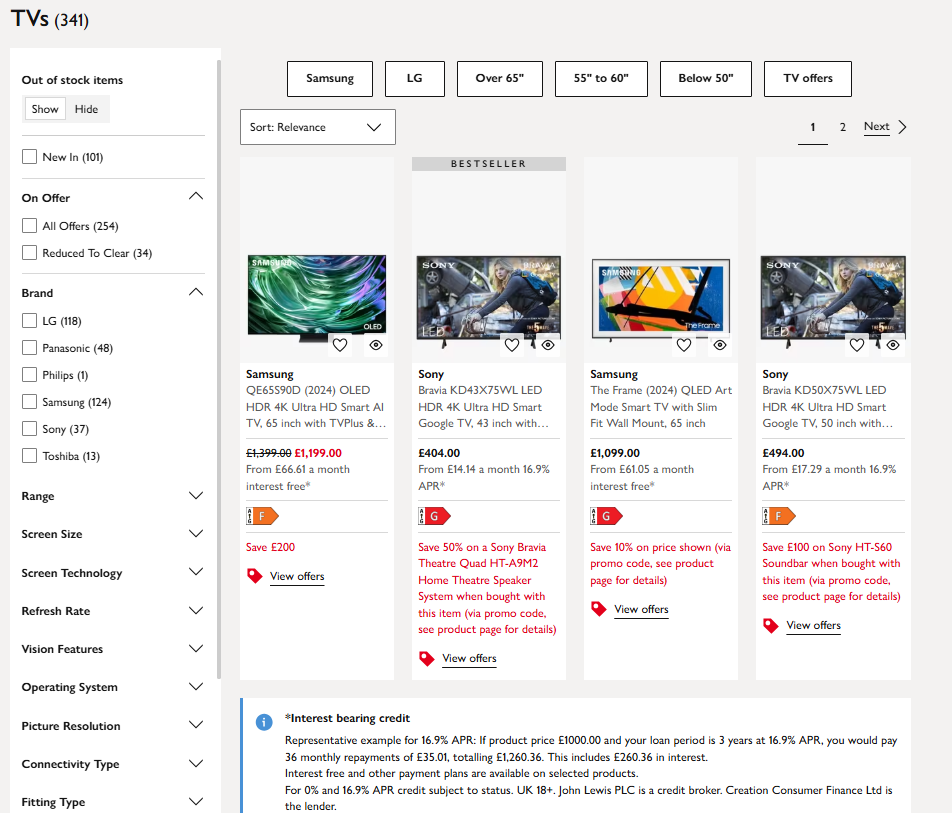 TVs (341)
Out of stock items
Show Hide
New In (101)
On Offer
All Offers (254)
Reduced To Clear (34)
Brand
LG (118)
Panasonic (48)
Philips (1)
Samsung (124)
Sony (37)
Toshiba (13)
Range
Screen Size
Screen Technology
Refresh Rate
Vision Features
Operating System
Picture Resolution
Connectivity Type
Fitting Type
Samsung
LG
Over 65"
55" to 60"
Below 50"
TV offers
Sort: Relevance
1 2 Next
SAMSUNG
OLED
Samsung
QE65S90D (2024) OLED
HDR 4K Ultra HD Smart AI
TV, 65 inch with TVPlus &...
£1,399.00 £1,199.00
From £66.61 a month
interest free*
F
Save £200
View offers
BESTSELLER
SONY BRAVIA
LED
Sony
Bravia KD43X75WL LED
HDR 4K Ultra HD Smart
Google TV, 43 inch with...
£404.00
From £14.14 a month 16.9%
APR*
G
Save 50% on a Sony Bravia
Theatre Quad HT-A9M2
Home Theatre Speaker
System when bought with
this item (via promo code,
see product page for details)
View offers
SAMSUNG
The Frame
Samsung
The Frame (2024) QLED Art
Mode Smart TV with Slim
Fit Wall Mount, 65 inch
£1,099.00
From £61.05 a month
interest free*
G
Save 10% on price shown (via
promo code, see product
page for details)
View offers
SONY BRAVIA
LED
Sony
Bravia KD50X75WL LED
HDR 4K Ultra HD Smart
Google TV, 50 inch with...
£494.00
From £17.29 a month 16.9%
APR*
F
Save £100 on Sony HT-S60
Soundbar when bought with
this item (via promo code,
see product page for details)
View offers
*Interest bearing credit
Representative example for 16.9% APR: If product price £1000.00 and your loan period is 3 years at 16.9% APR, you would pay
36 monthly repayments of £35.01, totalling £1,260.36. This includes £260.36 in interest.
Interest free and other payment plans are available on selected products.
For 0% and 16.9% APR credit subject to status. UK 18+. John Lewis PLC is a credit broker. Creation Consumer Finance Ltd is
the lender.